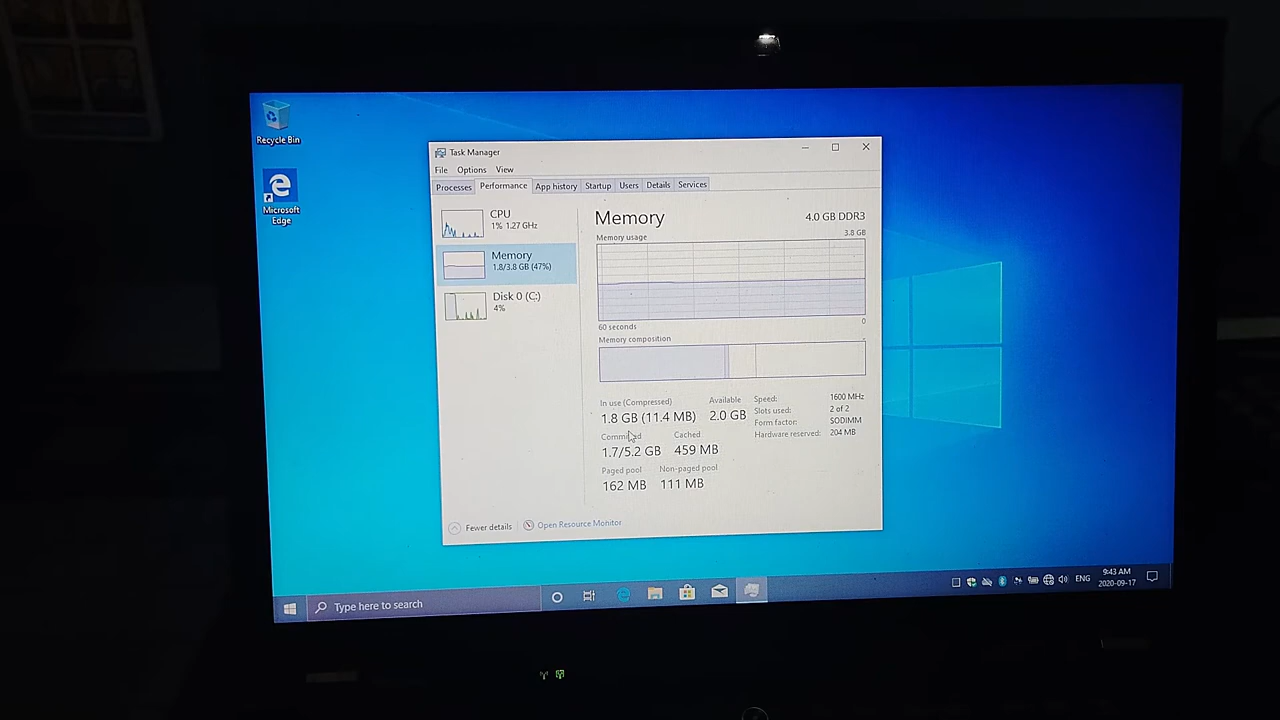 Recycle Bin
Microsoft
Edge
Task Manager
File Options View
Processes Performance App history Startup Users Details Services
CPU
1% 1.27 GHz
Memory
1.8/3.8 GB (47%)
Disk 0 (C:)
4%
Memory 4.0 GB DDR3
Memory usage 3.8 GB
60 seconds 0
Memory composition
In use (Compressed) Available
1.8 GB (11.4 MB) 2.0 GB
Cached
1.7/5.2 GB 459 MB
Paged pool Non-paged pool
162 MB 111 MB
Speed: 1600 MHz
Slots used: 2 of 2
Form factor: SODIMM
Hardware reserved: 204 MB
Fewer details Open Resource Monitor
Type here to search
ENG
9:43 AM
2020-09-17